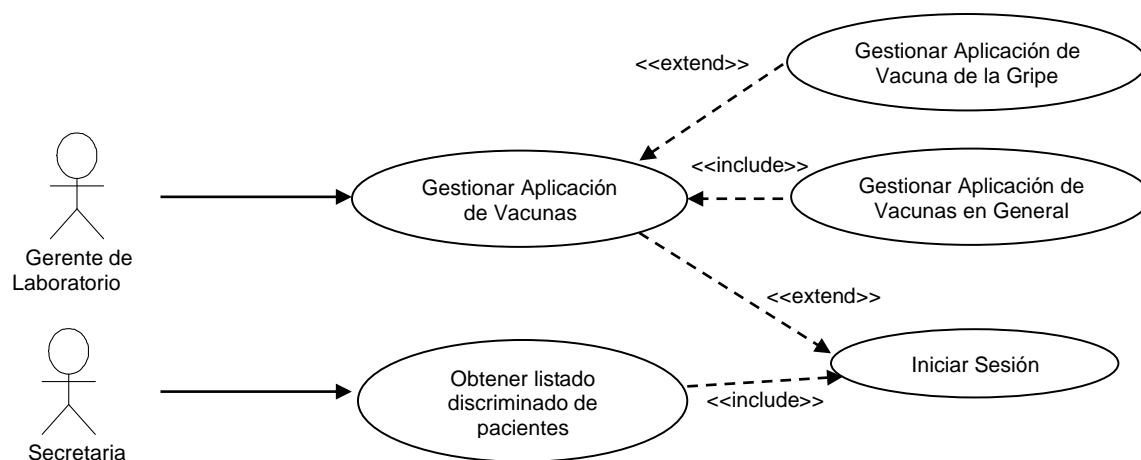 Gestionar Aplicación de
Vacuna de la Gripe
<<extend>>
<<include>>
Gestionar Aplicación
de Vacunas
Gestionar Aplicación de
Vacunas en General
Gerente de
Laboratorio
<<extend>>
Iniciar Sesión
Obtener listado
discriminado de
pacientes
<<include>>
Secretaria